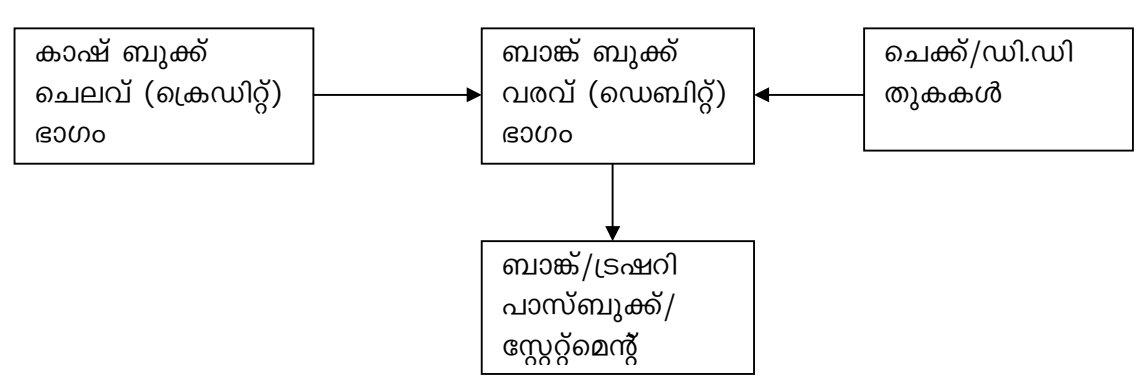 കാഷ് ബുക്ക്
ചെലവ് (ക്രെഡിറ്റ്)
ഭാഗം
ബാങ്ക് ബുക്ക്
വരവ് (ഡെബിറ്റ്)
ഭാഗം
ചെക്ക്/ഡി.ഡി
തുകകൾ
ബാങ്ക്/ട്രഷറി
പാസ്ബുക്ക്/
സ്റ്റേറ്റ്മെന്റ്